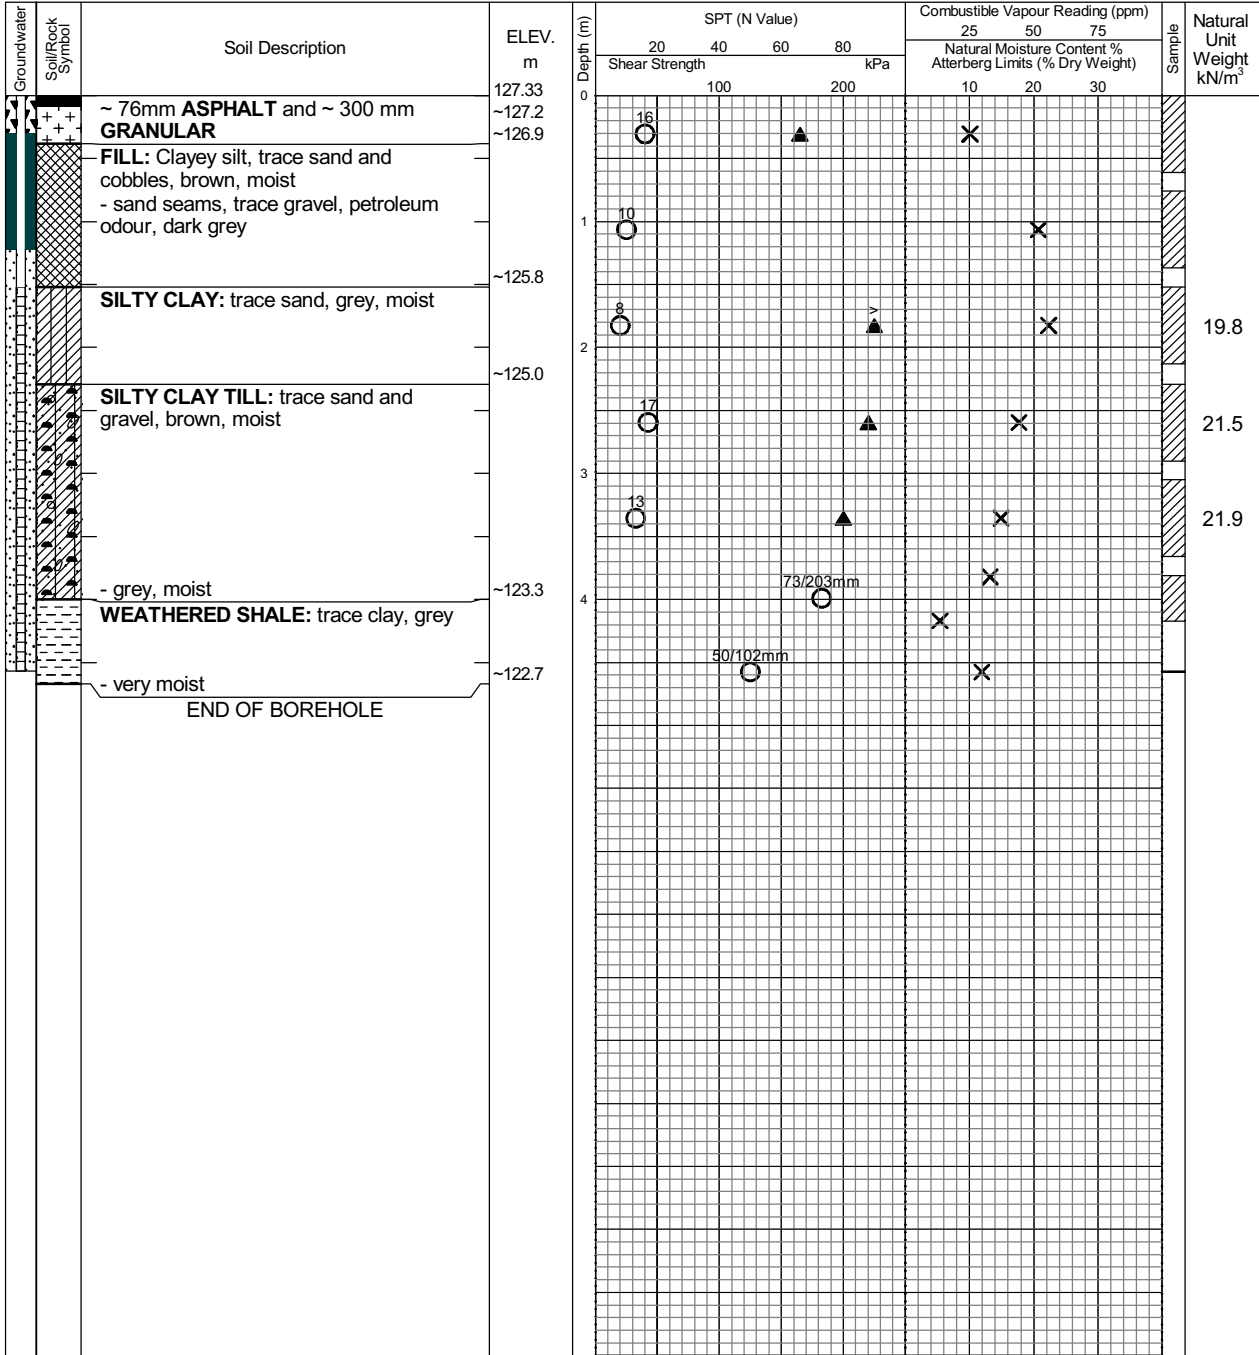 Groundwater
Soil/Rock
Symbol
Soil Description
ELEV.
m
Depth (m)
SPT (N Value)
20 40 60 80
Shear Strength kPa
100 200
Combustible Vapour Reading (ppm)
25 50 75
Natural Moisture Content %
Atterberg Limits (% Dry Weight)
10 20 30
Sample
Natural
Unit
Weight
kN/m³
127.33
0
~ 76mm ASPHALT and ~ 300 mm
GRANULAR
~127.2
~126.9
16
FILL: Clayey silt, trace sand and
cobbles, brown, moist
- sand seams, trace gravel, petroleum
odour, dark grey
10
1
~125.8
SILTY CLAY: trace sand, grey, moist
8
>
19.8
2
~125.0
SILTY CLAY TILL: trace sand and
gravel, brown, moist
17
21.5
3
13
21.9
- grey, moist
~123.3
73/203mm
4
WEATHERED SHALE: trace clay, grey
50/102mm
~122.7
- very moist
END OF BOREHOLE